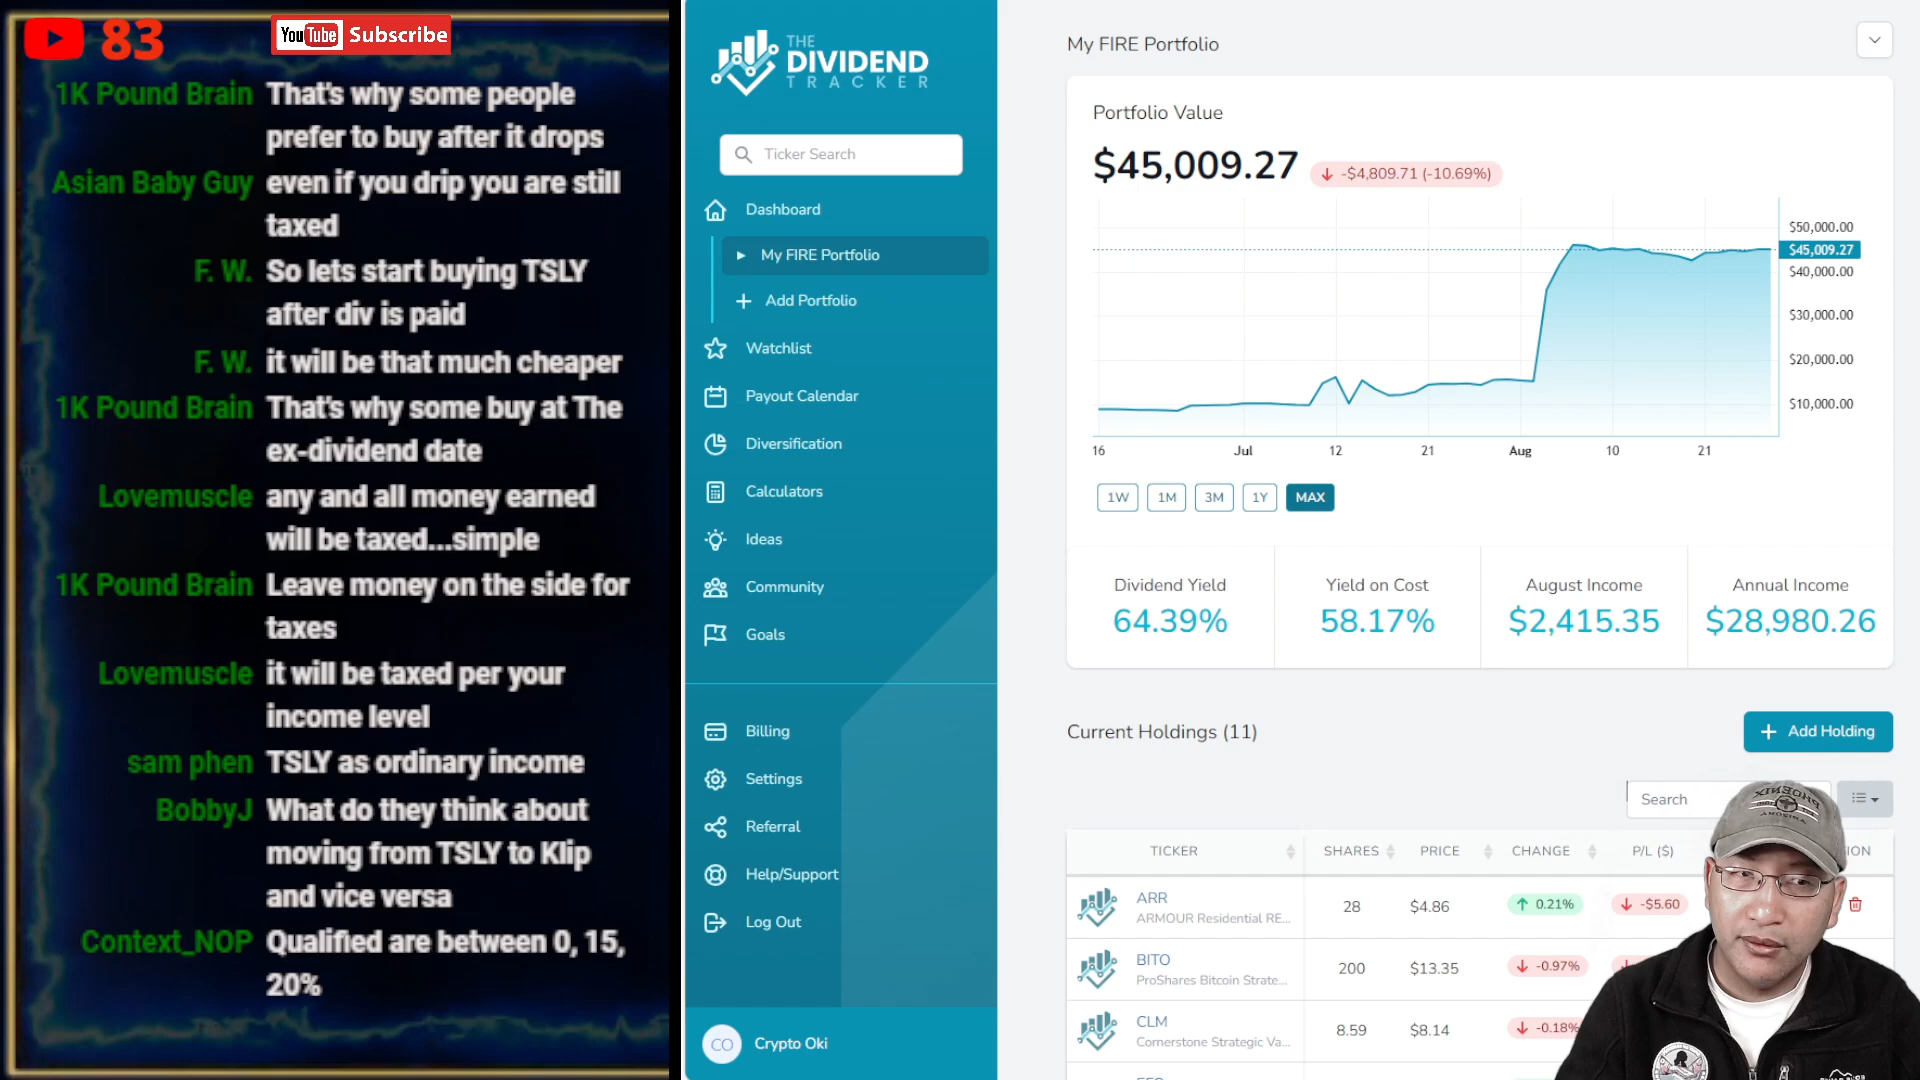 83
YouTube Subscribe
1K Pound Brain That's why some people
prefer to buy after it drops
Asian Baby Guy even if you drip you are still
taxed
F. W. So lets start buying TSLY
after div is paid
F. W. it will be that much cheaper
1K Pound Brain That's why some buy at The
ex-dividend date
Lovemuscle any and all money earned
will be taxed...simple
1K Pound Brain Leave money on the side for
taxes
Lovemuscle it will be taxed per your
income level
sam phen TSLY as ordinary income
BobbyJ What do they think about
moving from TSLY to Klip
and vice versa
Context_NOP Qualified are between 0, 15,
20%
THE
DIVIDEND
TRACKER
Ticker Search
Dashboard
My FIRE Portfolio
Add Portfolio
Watchlist
Payout Calendar
Diversification
Calculators
Ideas
Community
Goals
Billing
Settings
Referral
Help/Support
Log Out
CO Crypto Oki
My FIRE Portfolio
Portfolio Value
$45,009.27 -$4,809.71 (-10.69%)
$50,000.00
$45,009.27
$40,000.00
$30,000.00
$20,000.00
$10,000.00
16 Jul 12 21 Aug 10 21
1W 1M 3M 1Y MAX
Dividend Yield Yield on Cost August Income Annual Income
64.39% 58.17% $2,415.35 $28,980.26
Current Holdings (11) + Add Holding
Search
TICKER SHARES PRICE CHANGE P/L ($) ION
ARR 28 $4.86 0.21% -$5.60
ARMOUR Residential RE...
BITO 200 $13.35 -0.97%
ProShares Bitcoin Strate...
CLM 8.59 $8.14 -0.18%
Cornerstone Strategic Va...
PHOENIX
ARIZONA